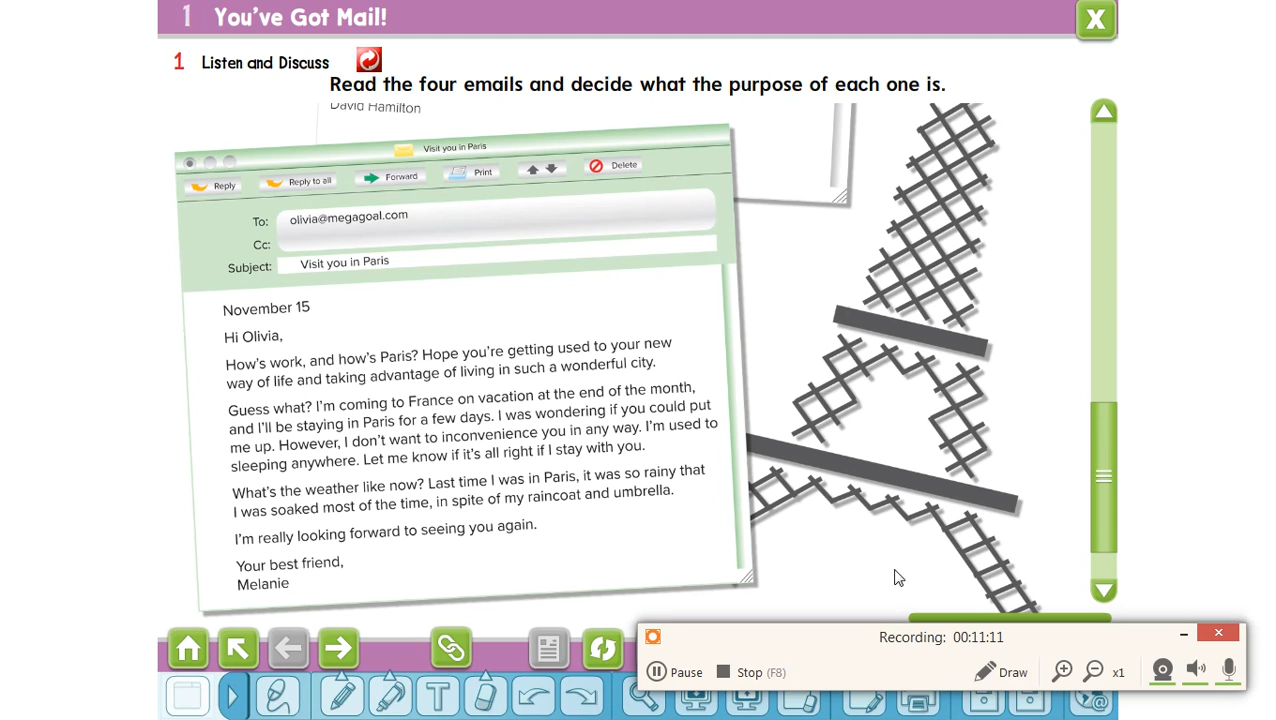 1 You've Got Mail!
X
1 Listen and Discuss
Read the four emails and decide what the purpose of each one is.
David Hamilton
Visit you in Paris
Reply Reply to all Forward Print Delete
To: olivia@megagoal.com
Cc:
Subject: Visit you in Paris
November 15
Hi Olivia,
How's work, and how's Paris? Hope you're getting used to your new
way of life and taking advantage of living in such a wonderful city.
Guess what? I'm coming to France on vacation at the end of the month,
and I'll be staying in Paris for a few days. I was wondering if you could put
me up. However, I don't want to inconvenience you in any way. I'm used to
sleeping anywhere. Let me know if it's all right if I stay with you.
What's the weather like now? Last time I was in Paris, it was so rainy that
I was soaked most of the time, in spite of my raincoat and umbrella.
I'm really looking forward to seeing you again.
Your best friend,
Melanie
Recording: 00:11:11
Pause Stop (F8) Draw x1
T